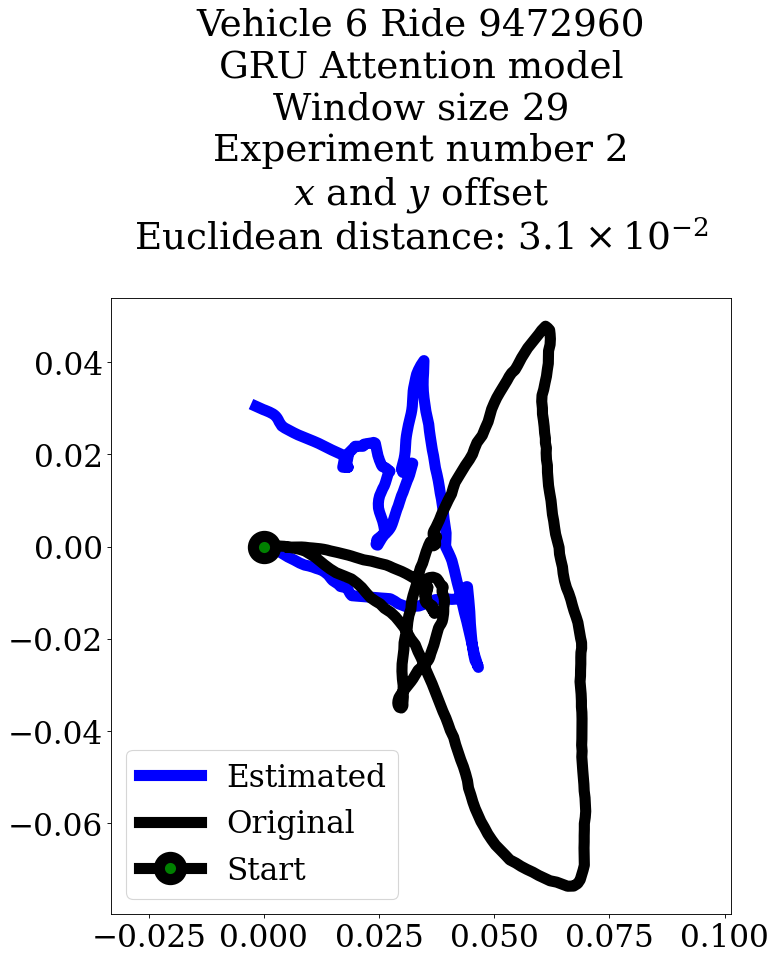 Vehicle 6 Ride 9472960
GRU Attention model
Window size 29
Experiment number 2
x and y offset
Euclidean distance: 3.1 × 10⁻²
0.04
0.02
0.00
−0.02
−0.04
−0.06
Estimated
Original
Start
−0.025 0.000 0.025 0.050 0.075 0.100